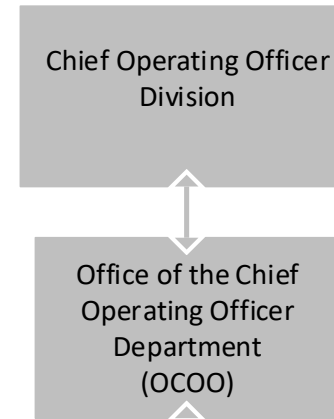 Chief Operating Officer
Division
Office of the Chief
Operating Officer
Department
(OCOO)